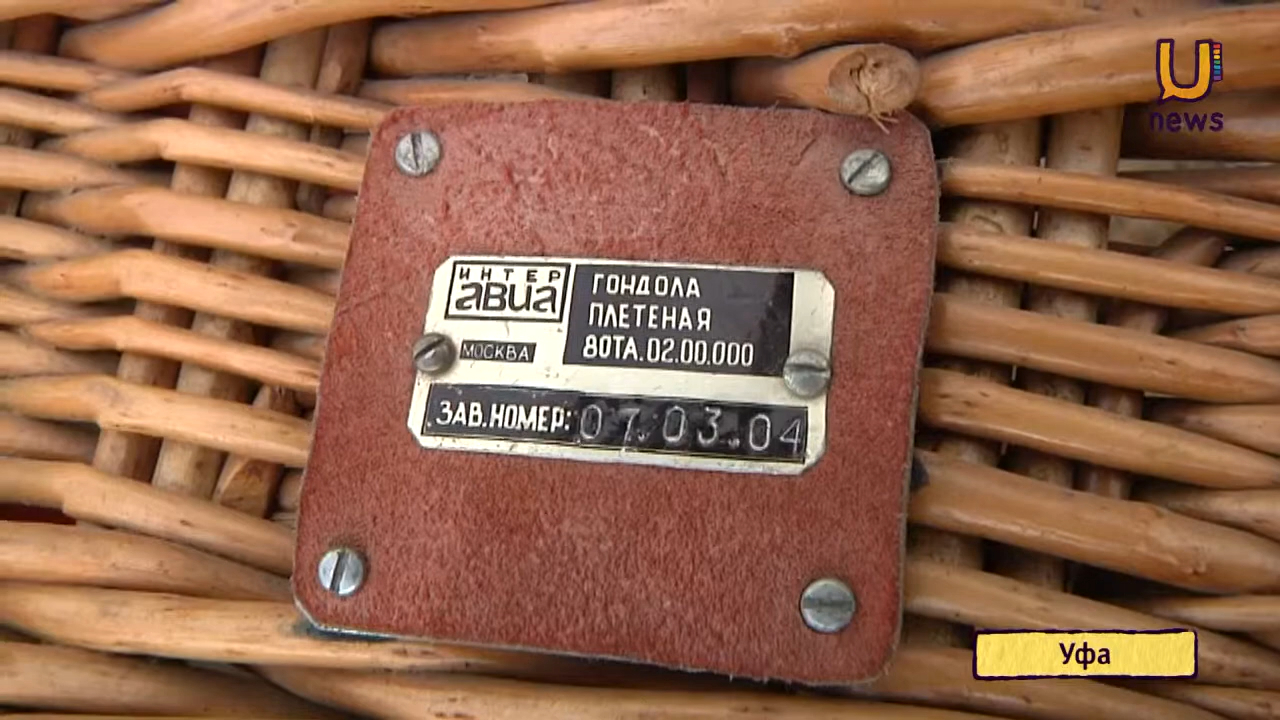 U
news
ИНТЕР
АВИА
МОСКВА
ГОНДОЛА
ПЛЕТЕНАЯ
80ТА.02.00.000
ЗАВ.НОМЕР: 07.03.04
Уфа